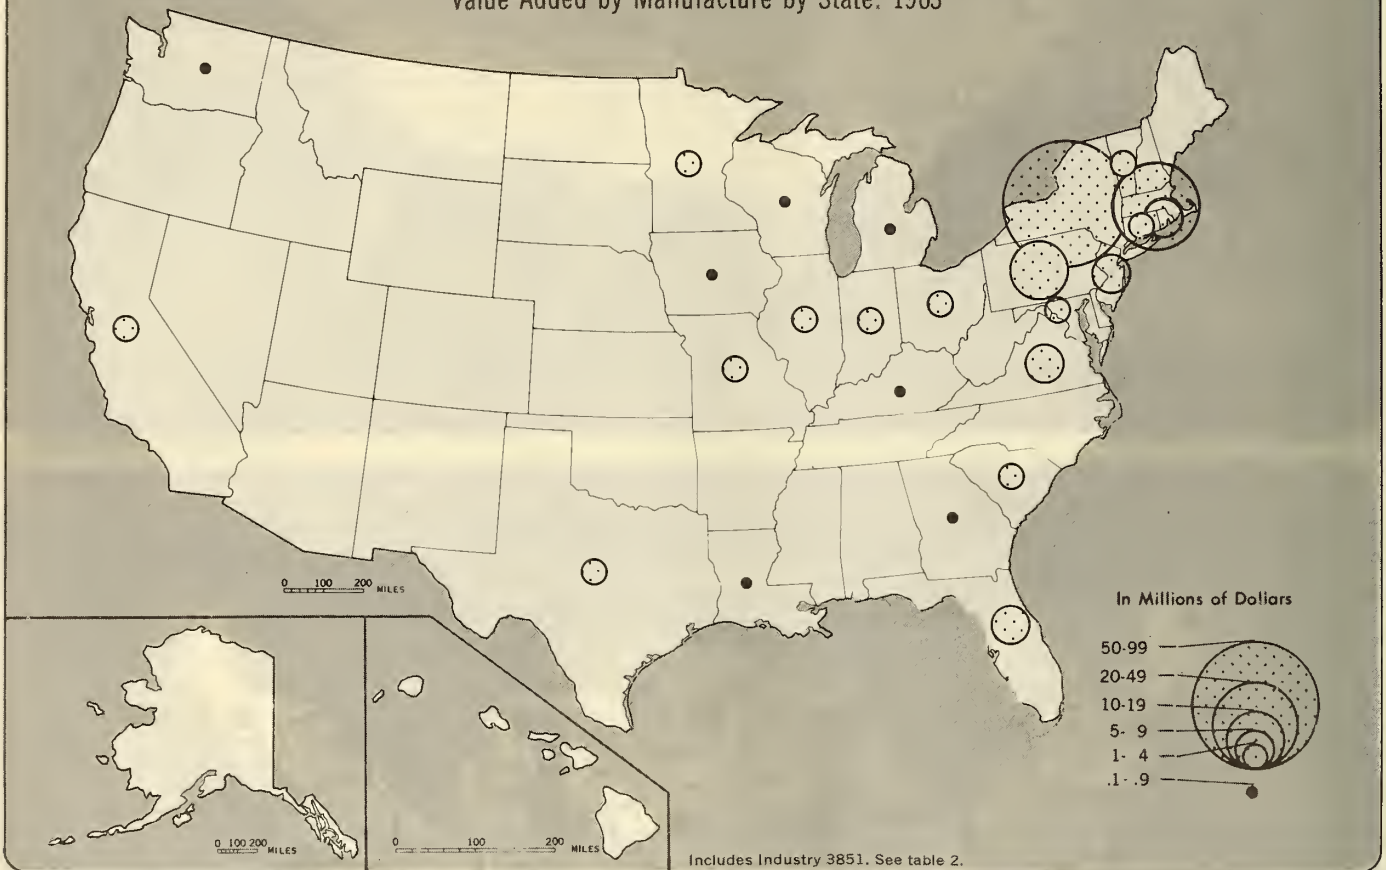 Value Added by Manufacture by State: 1963
0 100 200 MILES
In Millions of Dollars
50-99
20-49
10-19
5- 9
1- 4
.1- .9
0 100 200 MILES
0 100 200 MILES
Includes Industry 3851. See table 2.